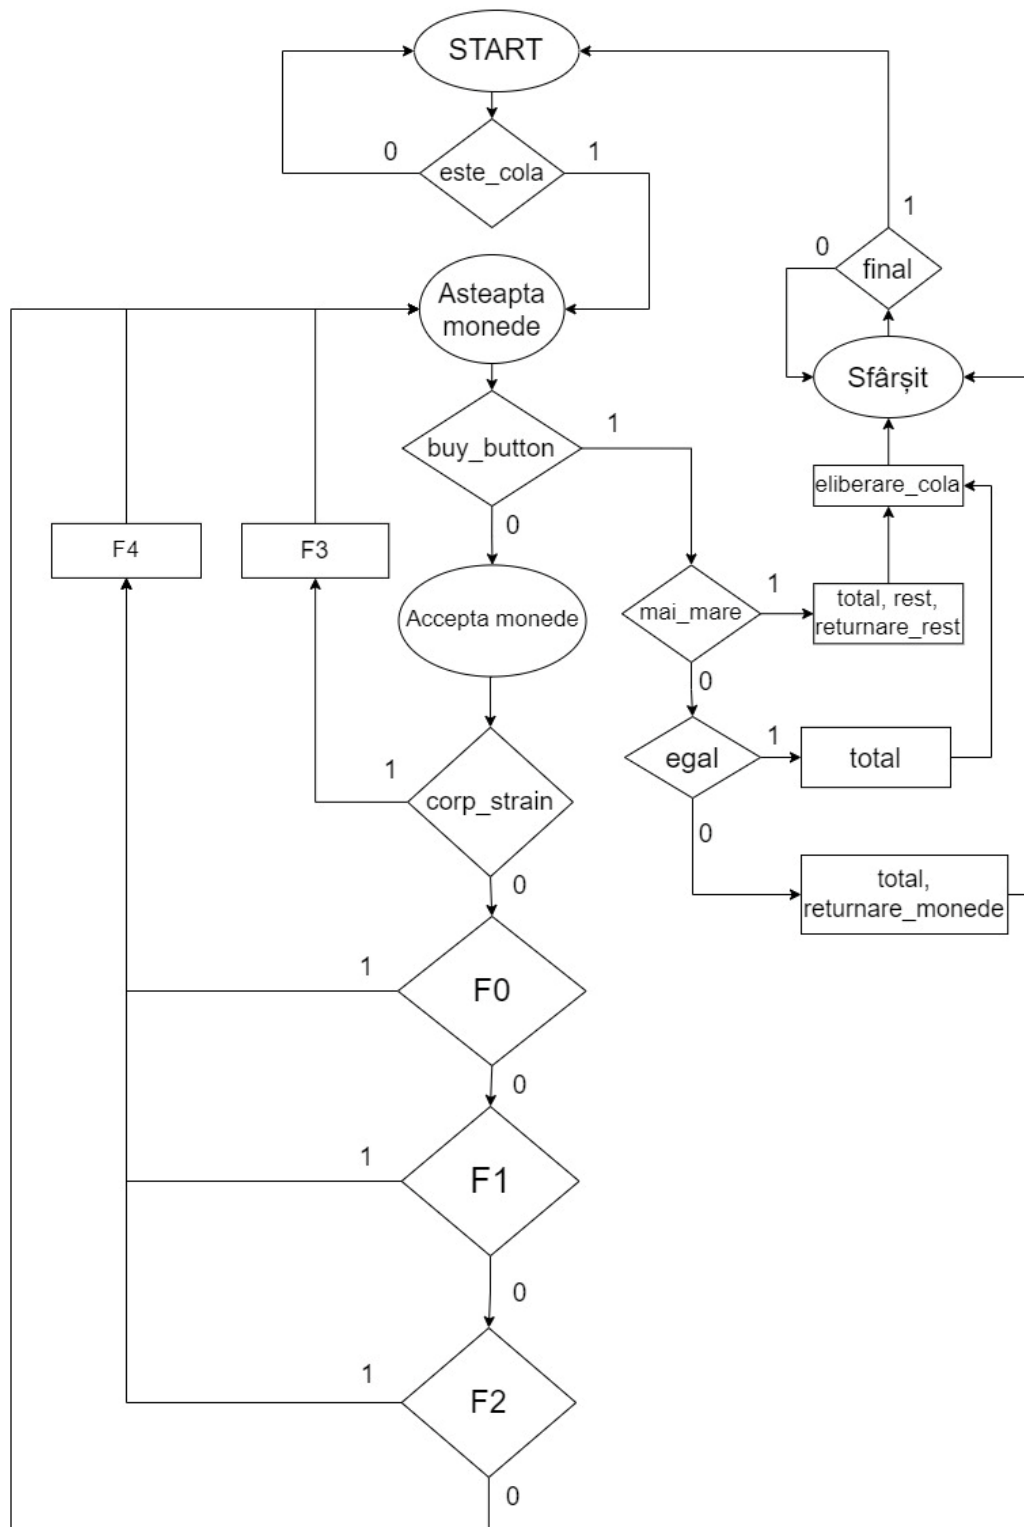 START
0
1
este_cola
1
0
final
Asteapta
monede
Sfârșit
1
buy_button
eliberare_cola
0
F4
F3
1
mai_mare
total, rest,
returnare_rest
Accepta monede
0
1
egal
total
1
corp_strain
0
0
total,
returnare_monede
1
F0
0
1
F1
0
1
F2
0